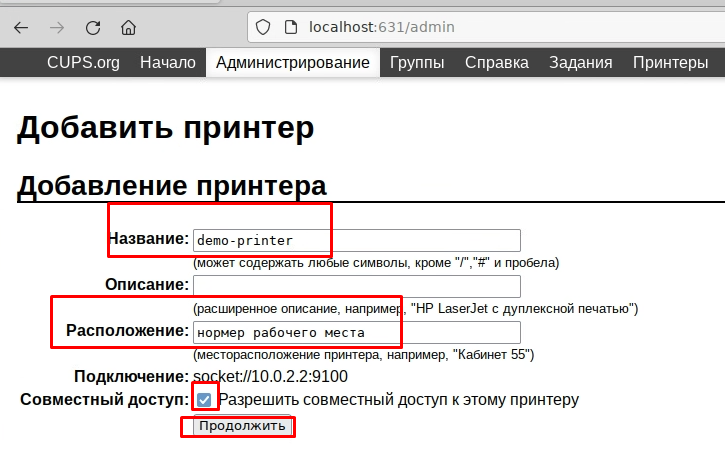 localhost:631/admin
CUPS.org Начало Администрирование Группы Справка Задания Принтеры
Добавить принтер
Добавление принтера
Название: demo-printer
(может содержать любые символы, кроме "/","#" и пробела)
Описание:
(расширенное описание, например, "HP LaserJet с дуплексной печатью")
Расположение: нормер рабочего места
(месторасположение принтера, например, "Кабинет 55")
Подключение: socket://10.0.2.2:9100
Совместный доступ: Разрешить совместный доступ к этому принтеру
Продолжить